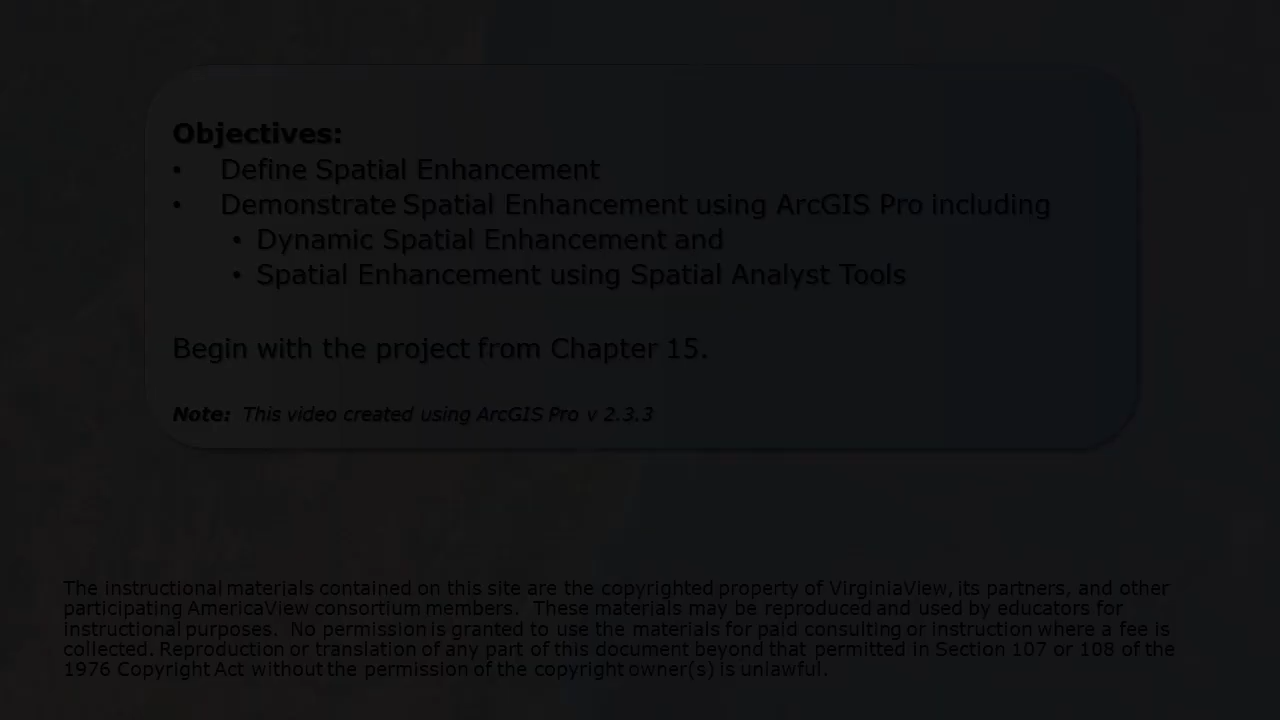 Objectives:
• Define Spatial Enhancement
• Demonstrate Spatial Enhancement using ArcGIS Pro including
• Dynamic Spatial Enhancement and
• Spatial Enhancement using Spatial Analyst Tools
Begin with the project from Chapter 15.
Note: This video created using ArcGIS Pro v 2.3.3
The instructional materials contained on this site are the copyrighted property of VirginiaView, its partners, and other
participating AmericaView consortium members. These materials may be reproduced and used by educators for
instructional purposes. No permission is granted to use the materials for paid consulting or instruction where a fee is
collected. Reproduction or translation of any part of this document beyond that permitted in Section 107 or 108 of the
1976 Copyright Act without the permission of the copyright owner(s) is unlawful.